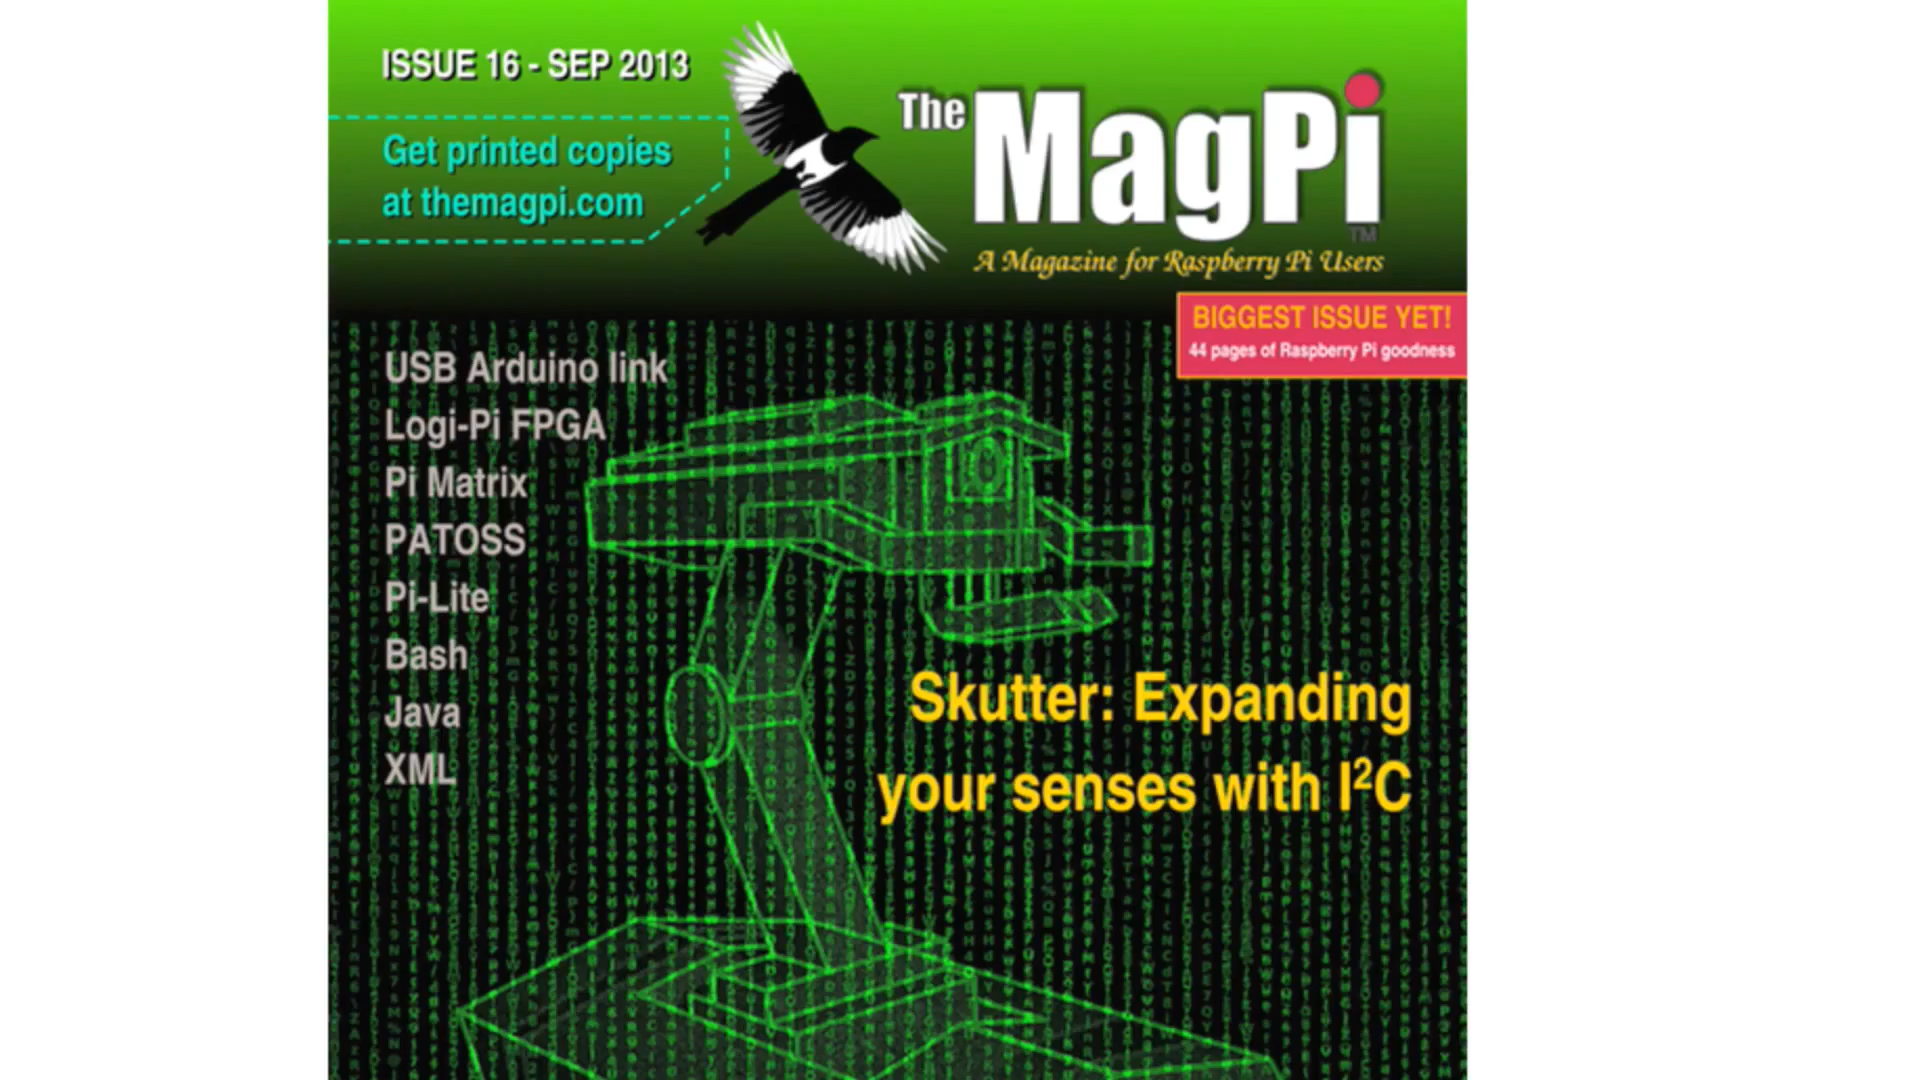 ISSUE 16 - SEP 2013
Get printed copies
at themagpi.com
The MagPi
TM
A Magazine for Raspberry Pi Users
BIGGEST ISSUE YET!
44 pages of Raspberry Pi goodness
USB Arduino link
Logi-Pi FPGA
Pi Matrix
PATOSS
Pi-Lite
Bash
Java
XML
Skutter: Expanding
your senses with I²C